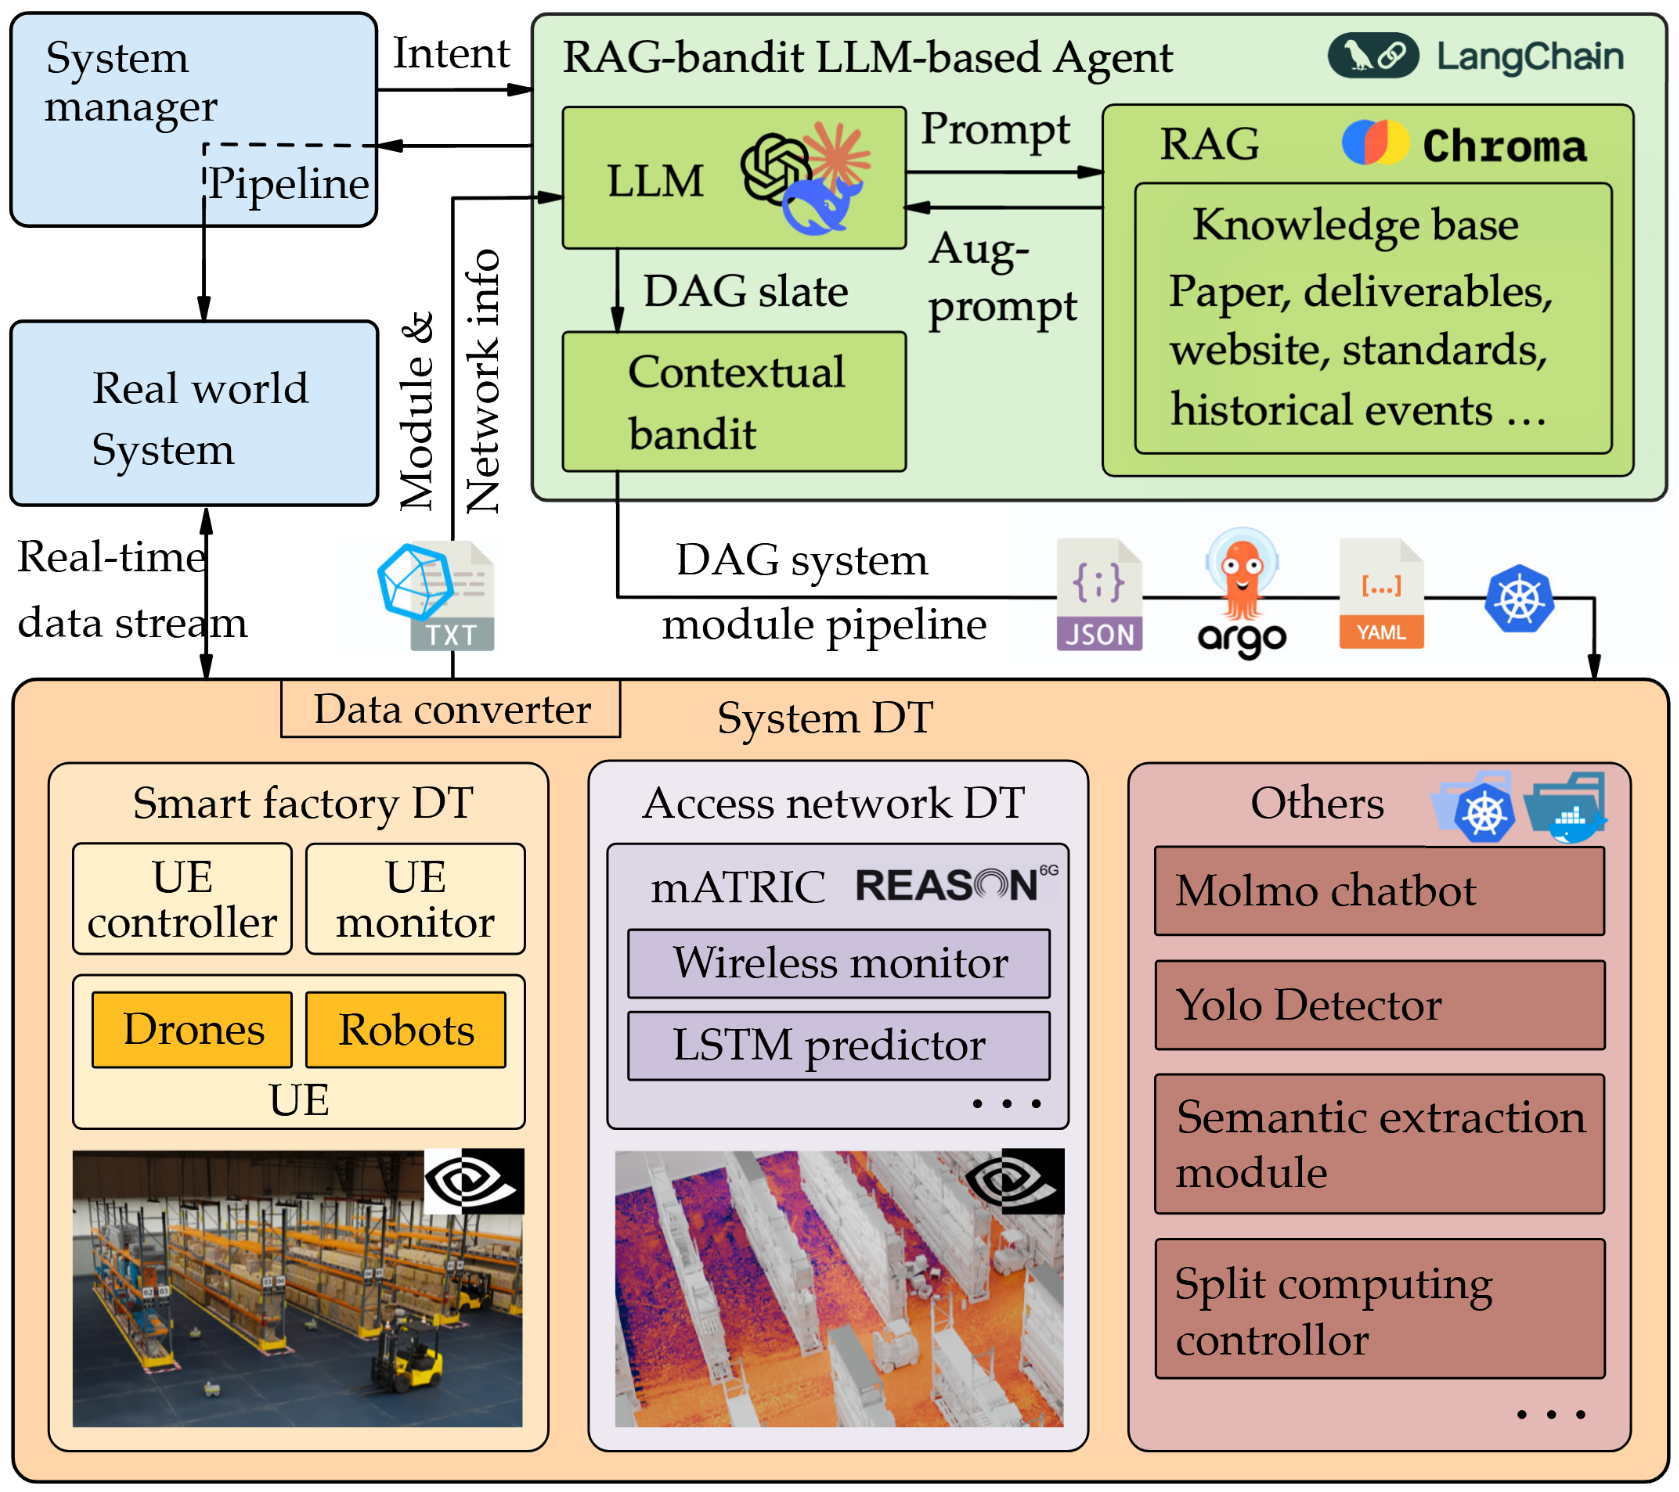 System
manager
Intent
Pipeline
RAG-bandit LLM-based Agent
LangChain
LLM
Prompt
Aug-
prompt
RAG
Chroma
Knowledge base
Paper, deliverables,
website, standards,
historical events ...
DAG slate
Contextual
bandit
Real world
System
Module &
Network info
Real-time
data stream
TXT
DAG system
module pipeline
{;}
JSON
argo
[...]
YAML
Data converter
System DT
Smart factory DT
UE
controller
UE
monitor
Drones
Robots
UE
Access network DT
mATRIC
REASON 6G
Wireless monitor
LSTM predictor
...
Others
Molmo chatbot
Yolo Detector
Semantic extraction
module
Split computing
controllor
...